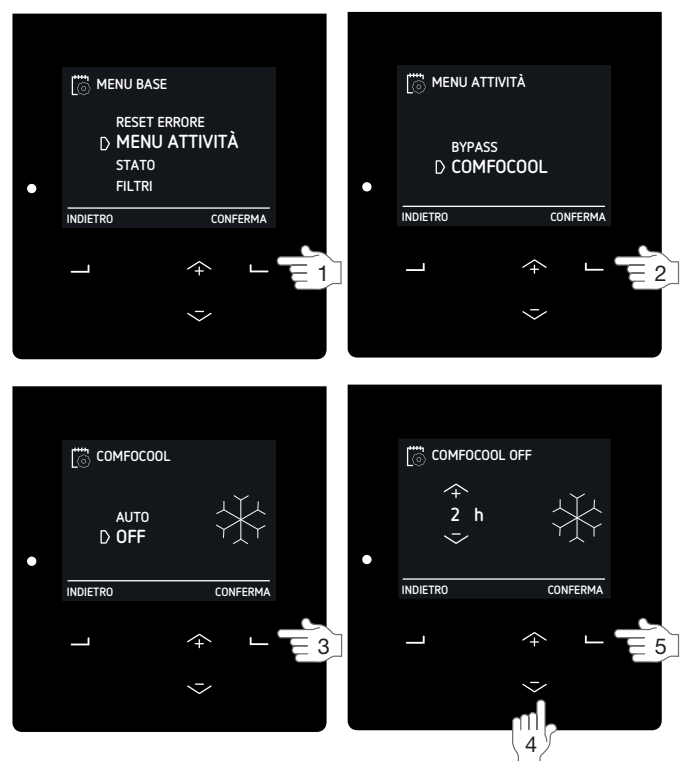 MENU BASE
RESET ERRORE
MENU ATTIVITÀ
STATO
FILTRI
INDIETRO CONFERMA
1
MENU ATTIVITÀ
BYPASS
COMFOCOOL
INDIETRO CONFERMA
2
COMFOCOOL
AUTO
OFF
INDIETRO CONFERMA
3
COMFOCOOL OFF
2 h
INDIETRO CONFERMA
5
4